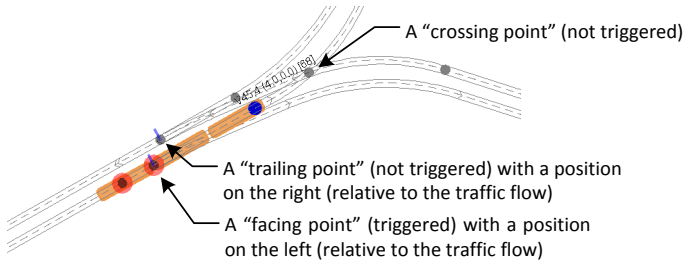 A “crossing point” (not triggered)
A “trailing point” (not triggered) with a position
on the right (relative to the traffic flow)
A “facing point” (triggered) with a position
on the left (relative to the traffic flow)